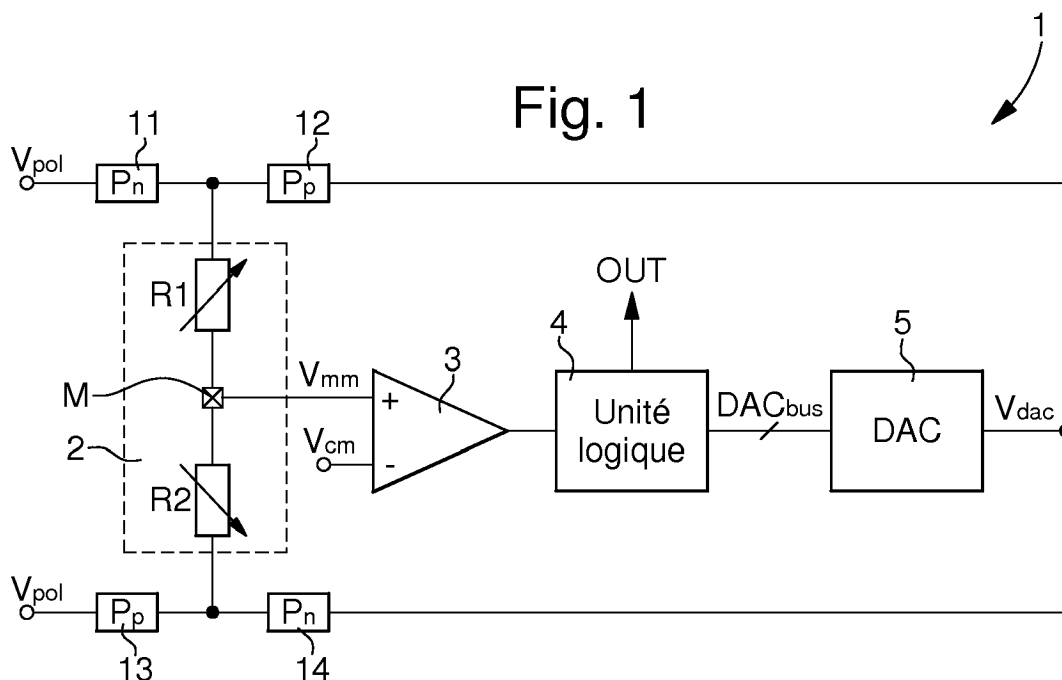 1
Fig. 1
11
12
Vpol
Pn
Pp
R1
OUT
M
Vmm
3
4
5
+
Vcm
-
Unité
logique
DACbus
DAC
Vdac
2
R2
Vpol
Pp
Pn
13
14